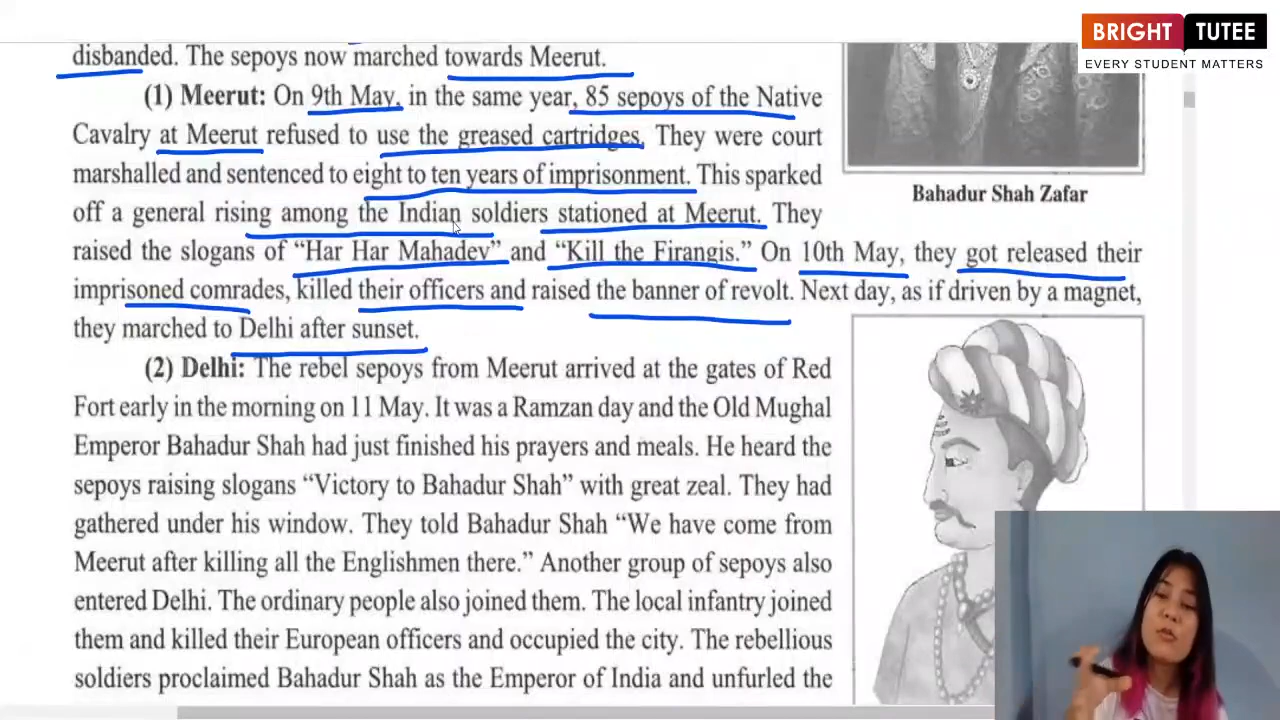 BRIGHT TUTEE
EVERY STUDENT MATTERS
disbanded. The sepoys now marched towards Meerut.
(1) Meerut: On 9th May, in the same year, 85 sepoys of the Native
Cavalry at Meerut refused to use the greased cartridges. They were court
marshalled and sentenced to eight to ten years of imprisonment. This sparked
off a general rising among the Indian soldiers stationed at Meerut. They
raised the slogans of “Har Har Mahadev” and “Kill the Firangis.” On 10th May, they got released their
imprisoned comrades, killed their officers and raised the banner of revolt. Next day, as if driven by a magnet,
they marched to Delhi after sunset.
Bahadur Shah Zafar
(2) Delhi: The rebel sepoys from Meerut arrived at the gates of Red
Fort early in the morning on 11 May. It was a Ramzan day and the Old Mughal
Emperor Bahadur Shah had just finished his prayers and meals. He heard the
sepoys raising slogans “Victory to Bahadur Shah” with great zeal. They had
gathered under his window. They told Bahadur Shah “We have come from
Meerut after killing all the Englishmen there.” Another group of sepoys also
entered Delhi. The ordinary people also joined them. The local infantry joined
them and killed their European officers and occupied the city. The rebellious
soldiers proclaimed Bahadur Shah as the Emperor of India and unfurled the